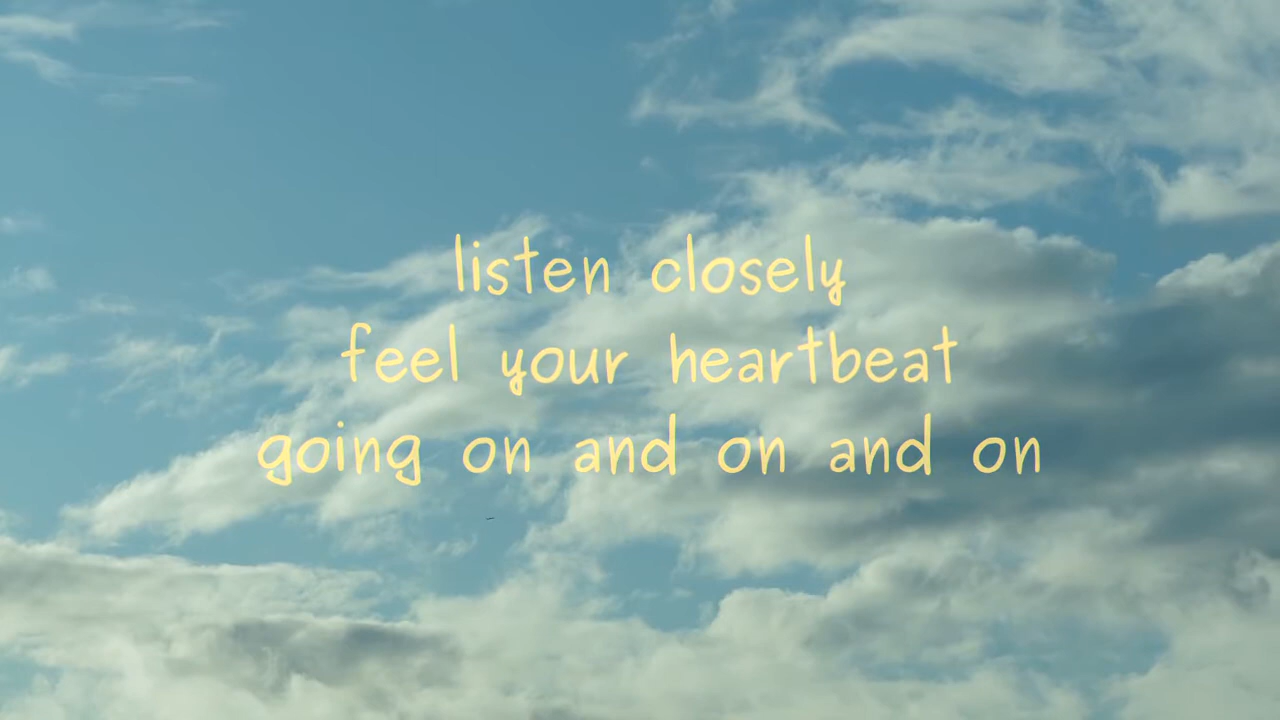 listen closely
feel your heartbeat
going on and on and on